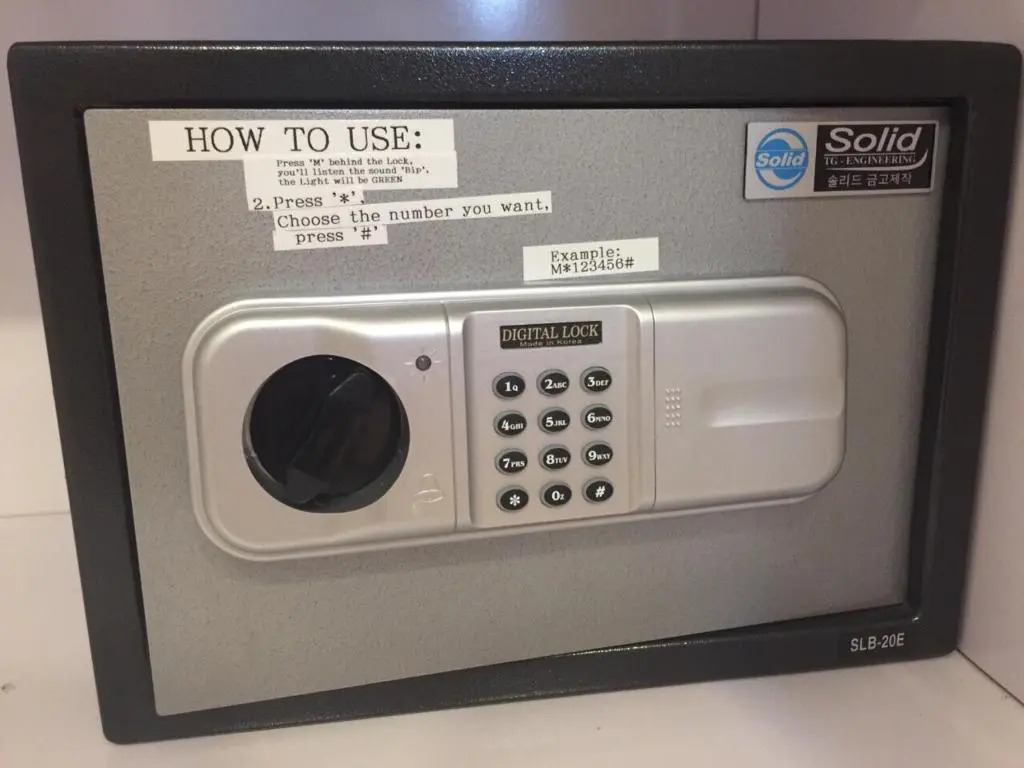 HOW TO USE:
Press 'M' behind the Lock,
you'll listen the sound 'Bip',
the Light will be GREEN
2. Press '*',
Choose the number you want,
press '#'
Example:
M*123456#
Solid
Solid
TG - ENGINEERING
솔리드 금고제작
DIGITAL LOCK
Made in Korea
1Q 2ABC 3DEF
4GHI 5JKL 6MNO
7PRS 8TUV 9WXY
* 0Z #
SLB-20E